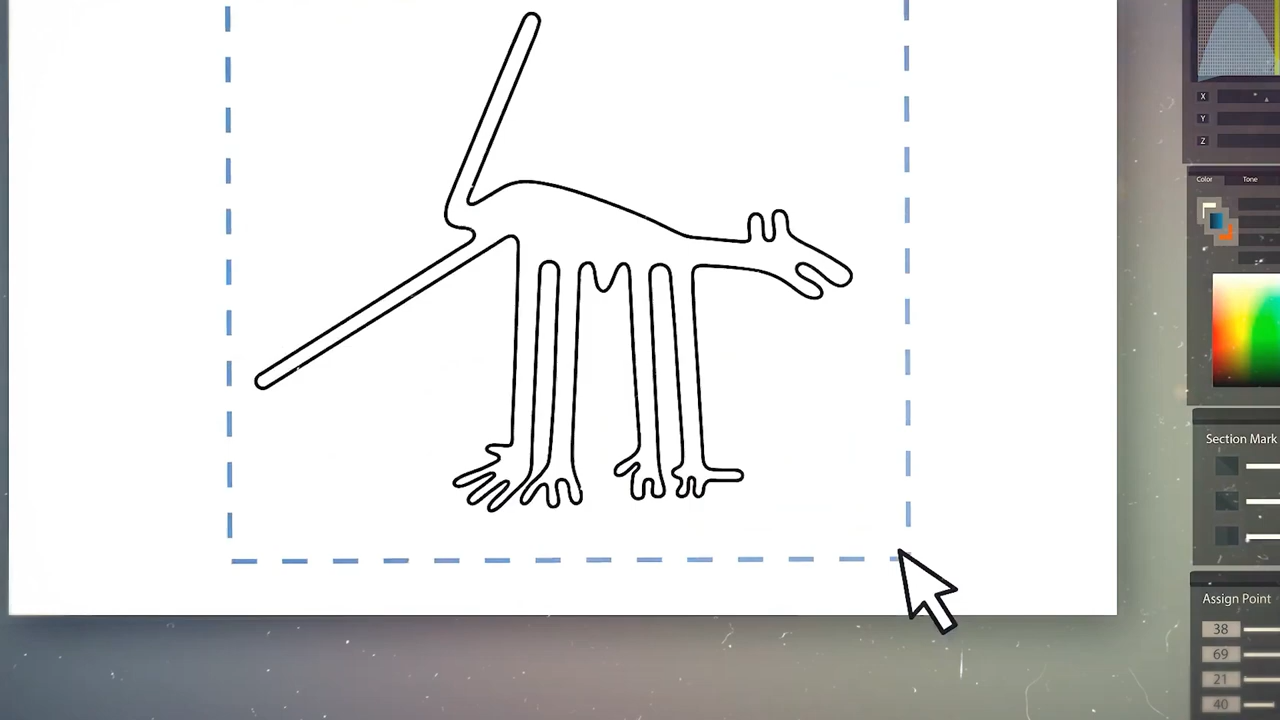 X
Y
Z
Color Tone
Section Mark
Assign Point
38
69
21
40